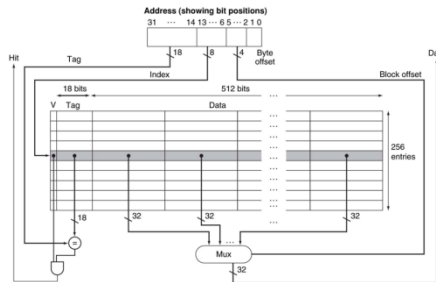 Address (showing bit positions)
31 ··· 14 13 ··· 6 5 ··· 2 1 0
18 8 4 Byte offset
Hit
Tag
Index
Block offset
18 bits 512 bits
V Tag Data
...
...
256 entries
...
...
18 32 32 32
=
...
Mux
32